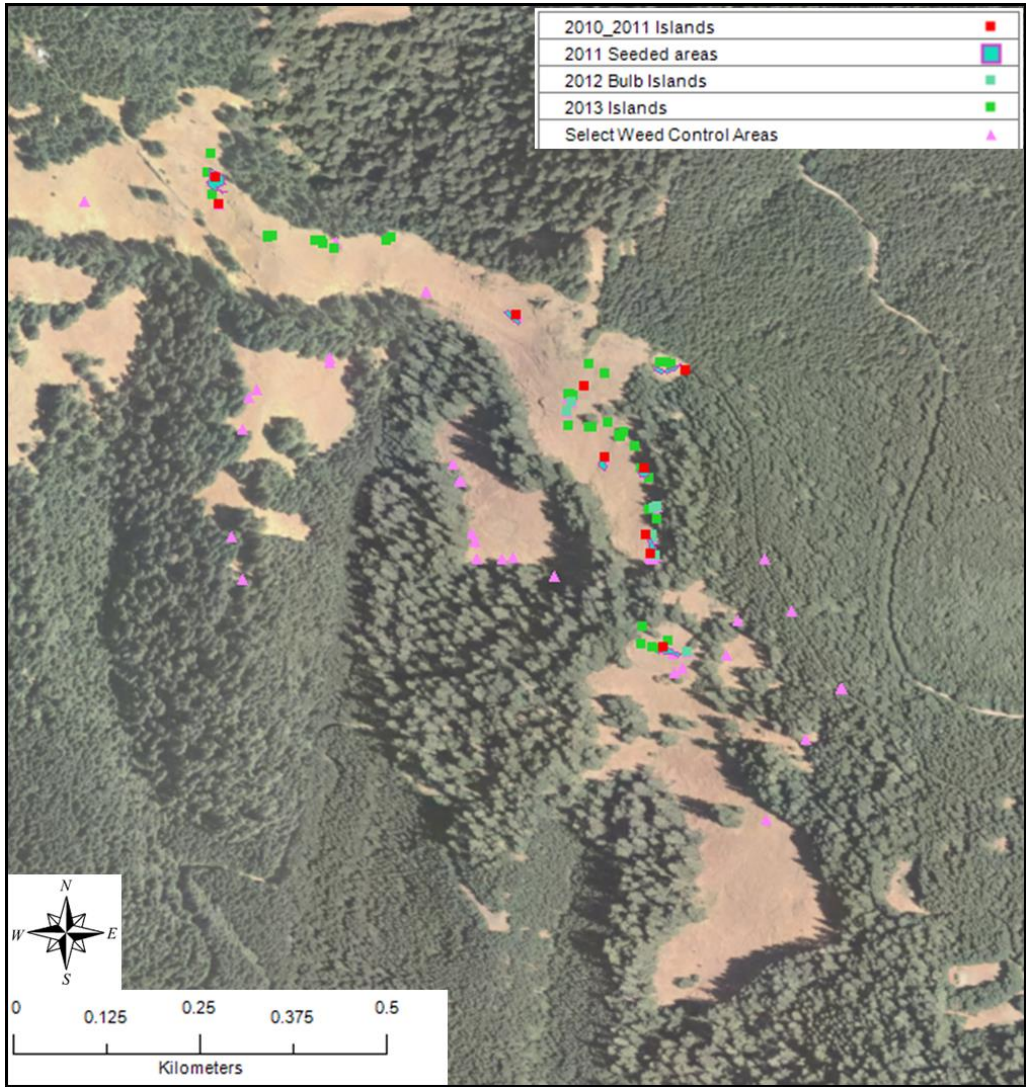 2010_2011 Islands
2011 Seeded areas
2012 Bulb Islands
2013 Islands
Select Weed Control Areas
N
W E
S
0 0.125 0.25 0.375 0.5
Kilometers